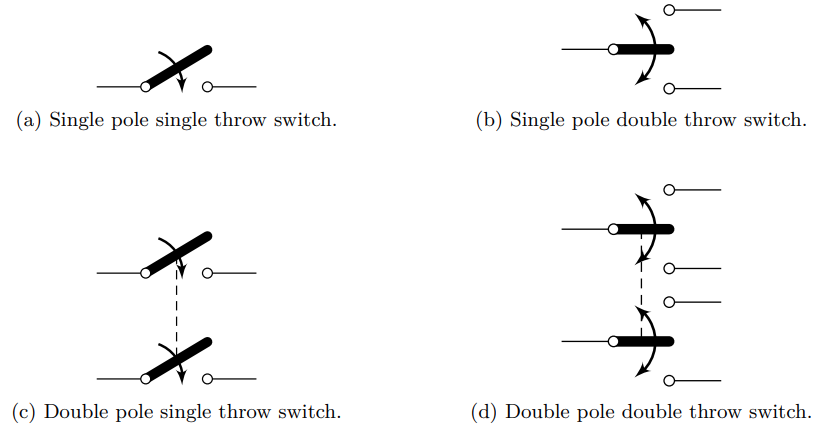 (a) Single pole single throw switch.
(b) Single pole double throw switch.
(c) Double pole single throw switch.
(d) Double pole double throw switch.